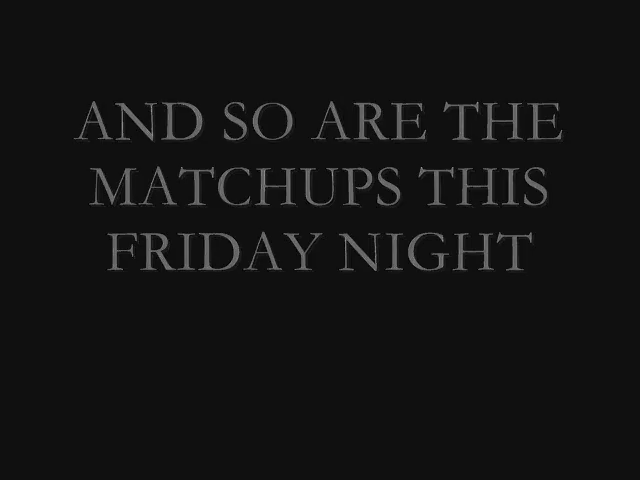 AND SO ARE THE
MATCHUPS THIS
FRIDAY NIGHT